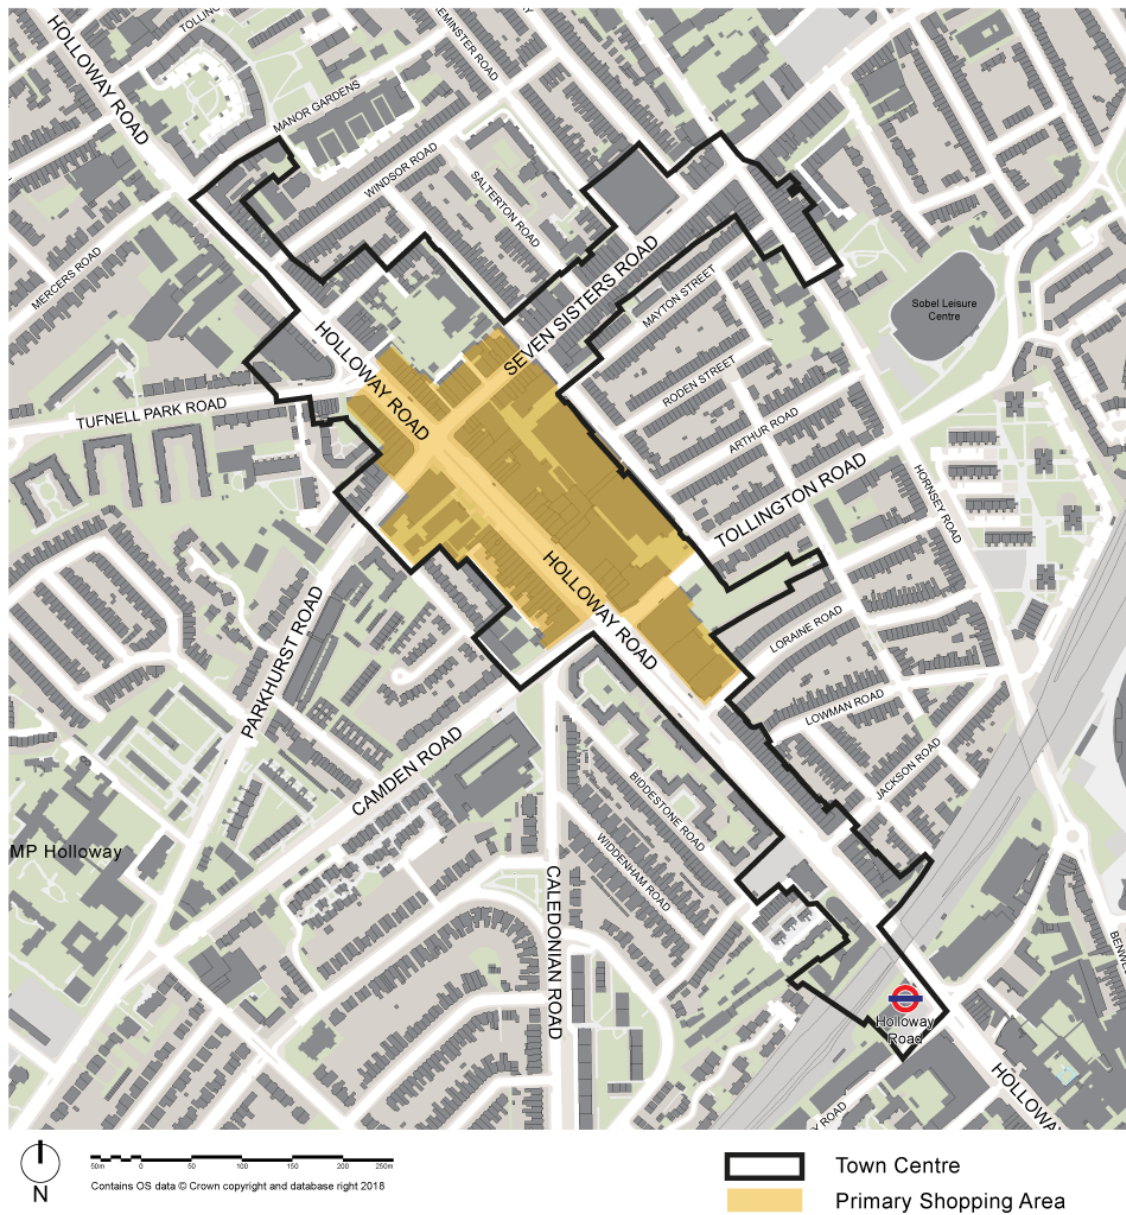 HOLLOWAY ROAD
MANOR GARDENS
WINDSOR ROAD
SALTERTON ROAD
MERCERS ROAD
SEVEN SISTERS ROAD
MAYTON STREET
Sobel Leisure
Centre
HOLLOWAY ROAD
RODEN STREET
TUFNELL PARK ROAD
ARTHUR ROAD
TOLLINGTON ROAD
HORNSEY ROAD
HOLLOWAY ROAD
LORAINE ROAD
PARKHURST ROAD
LOWMAN ROAD
CAMDEN ROAD
JACKSON ROAD
BIDDESTONE ROAD
MP Holloway
WIDDENHAM ROAD
CALEDONIAN ROAD
Holloway
Road
HOLLOWAY
50m 0 50 100 150 200 250m
Contains OS data © Crown copyright and database right 2018
N
Town Centre
Primary Shopping Area